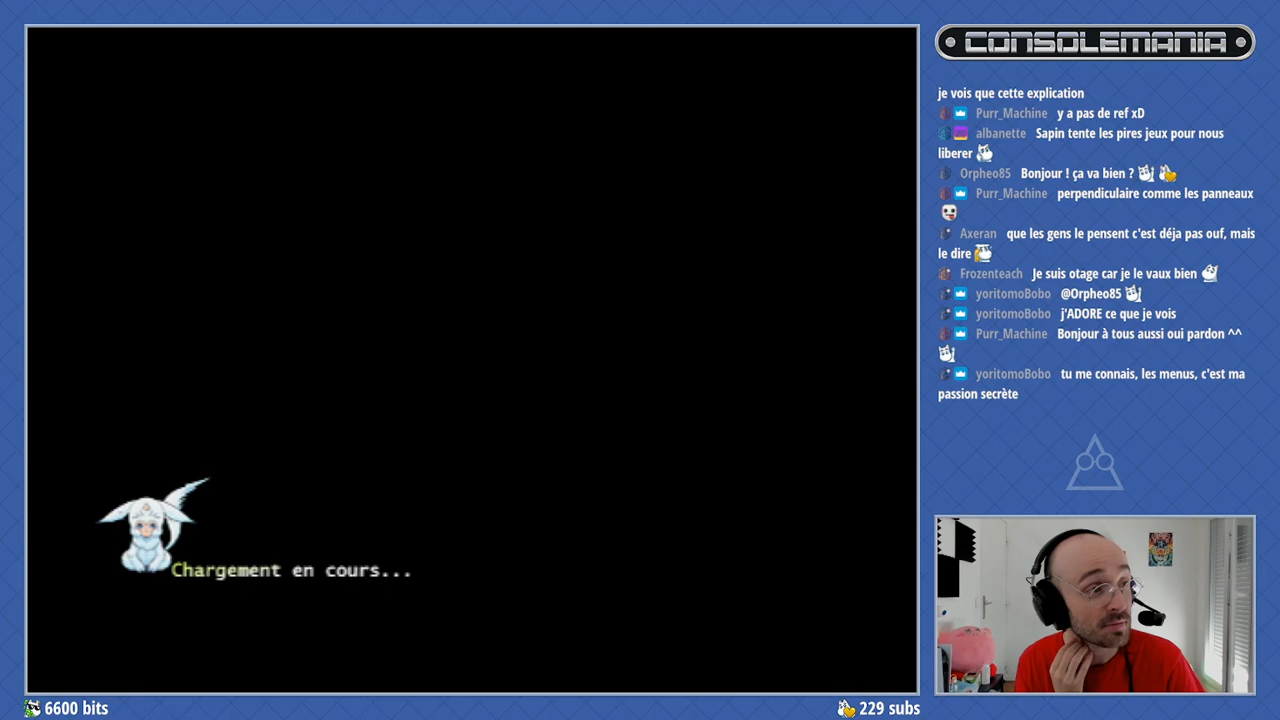 CONSOLEMANIA
je vois que cette explication
Purr_Machine y a pas de ref xD
albanette Sapin tente les pires jeux pour nous
liberer
Orpheo85 Bonjour ! ça va bien ?
Purr_Machine perpendiculaire comme les panneaux
Axeran que les gens le pensent c'est déja pas ouf, mais
le dire
Frozenteach Je suis otage car je le vaux bien
yoritomoBobo @Orpheo85
yoritomoBobo j'ADORE ce que je vois
Purr_Machine Bonjour à tous aussi oui pardon ^^
yoritomoBobo tu me connais, les menus, c'est ma
passion secrète
Chargement en cours...
6600 bits
229 subs